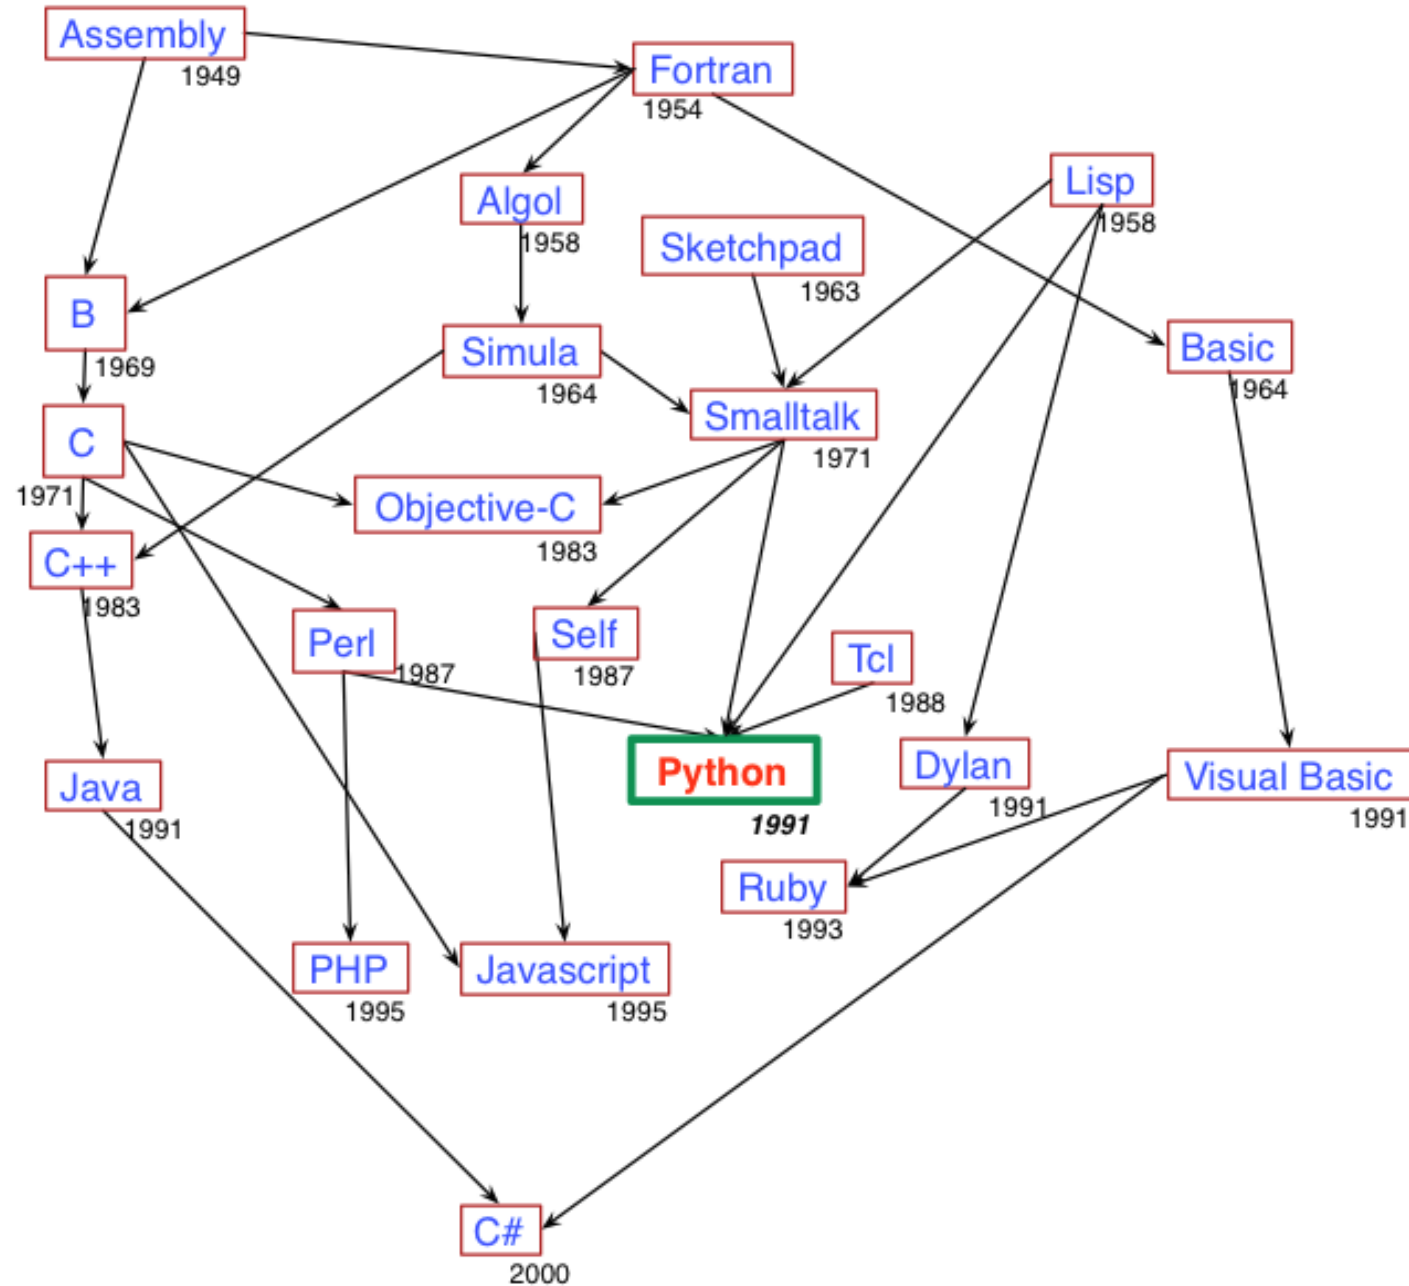 Assembly
1949
Fortran
1954
Lisp
1958
Algol
1958
Sketchpad
1963
B
1969
Simula
1964
Basic
1964
C
1971
Smalltalk
1971
Objective-C
1983
C++
1983
Perl
1987
Self
1987
Tcl
1988
Python
1991
Dylan
1991
Visual Basic
1991
Java
1991
Ruby
1993
PHP
1995
Javascript
1995
C#
2000